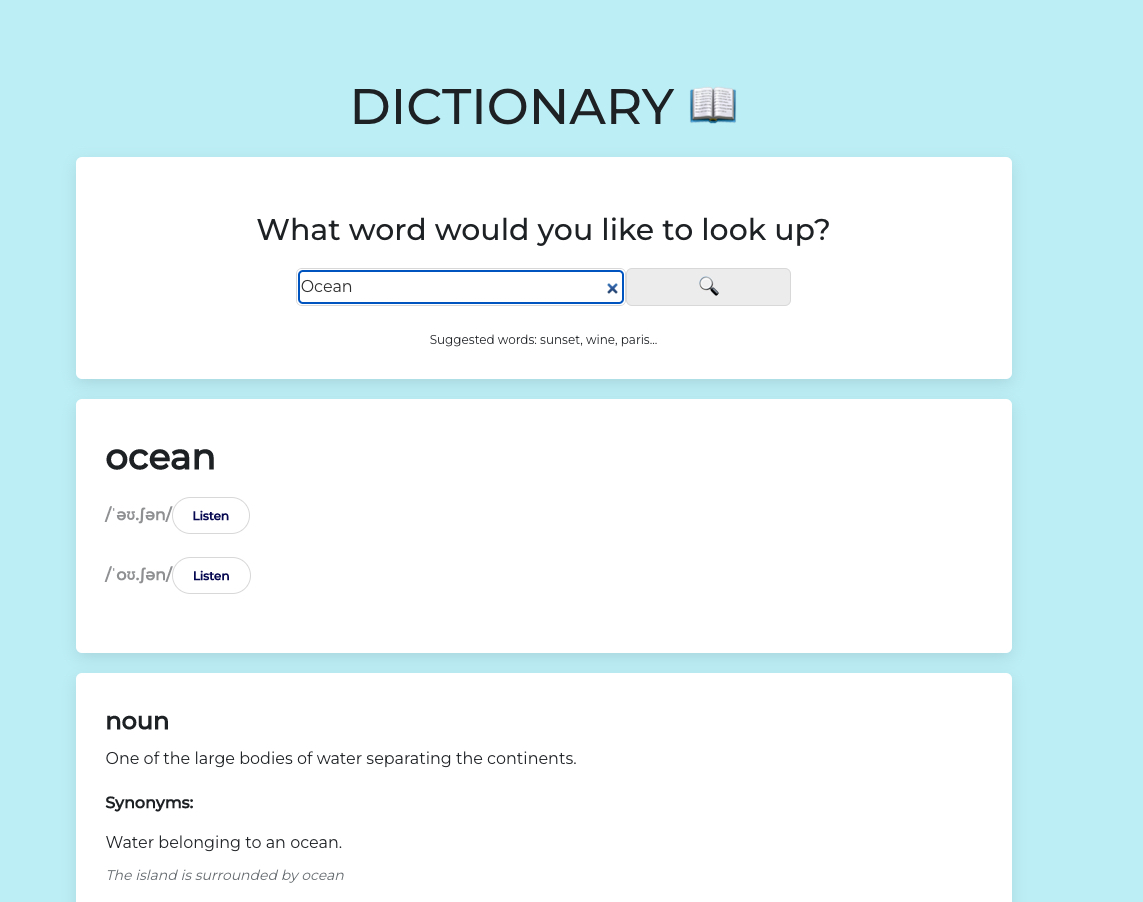 DICTIONARY 📖
What word would you like to look up?
Ocean
Suggested words: sunset, wine, paris...
ocean
/ˈəʊ.ʃən/ Listen
/ˈoʊ.ʃən/ Listen
noun
One of the large bodies of water separating the continents.
Synonyms:
Water belonging to an ocean.
The island is surrounded by ocean